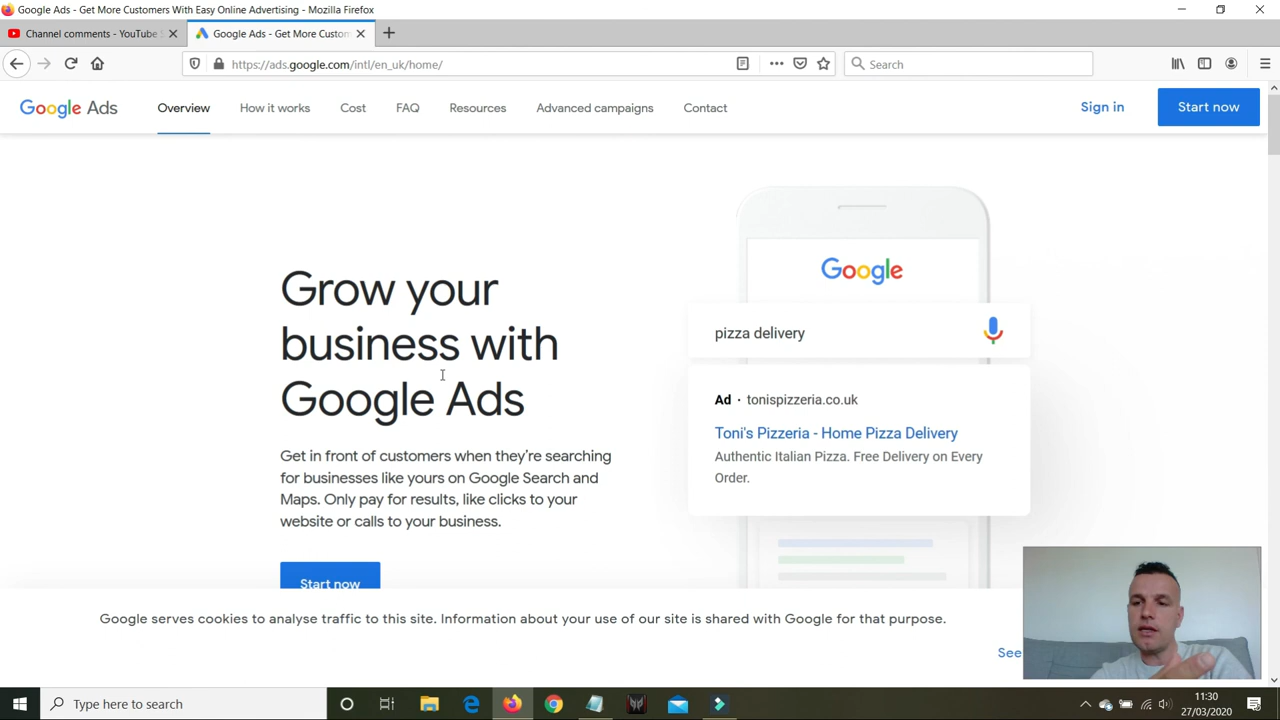 Google Ads - Get More Customers With Easy Online Advertising - Mozilla Firefox
Channel comments - YouTube
Google Ads - Get More Custom
https://ads.google.com/intl/en_uk/home/
Search
Google Ads
Overview
How it works
Cost
FAQ
Resources
Advanced campaigns
Contact
Sign in
Start now
Grow your
business with
Google Ads
Get in front of customers when they're searching
for businesses like yours on Google Search and
Maps. Only pay for results, like clicks to your
website or calls to your business.
Start now
Google
pizza delivery
Ad · tonispizzeria.co.uk
Toni's Pizzeria - Home Pizza Delivery
Authentic Italian Pizza. Free Delivery on Every
Order.
Google serves cookies to analyse traffic to this site. Information about your use of our site is shared with Google for that purpose.
See
Type here to search
11:30
27/03/2020